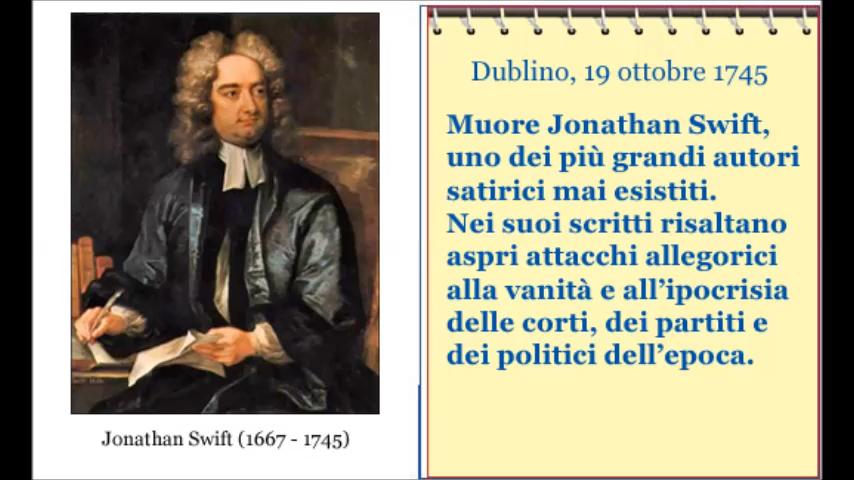 Dublino, 19 ottobre 1745
Muore Jonathan Swift,
uno dei più grandi autori
satirici mai esistiti.
Nei suoi scritti risaltano
aspri attacchi allegorici
alla vanità e all’ipocrisia
delle corti, dei partiti e
dei politici dell’epoca.
Jonathan Swift (1667 - 1745)